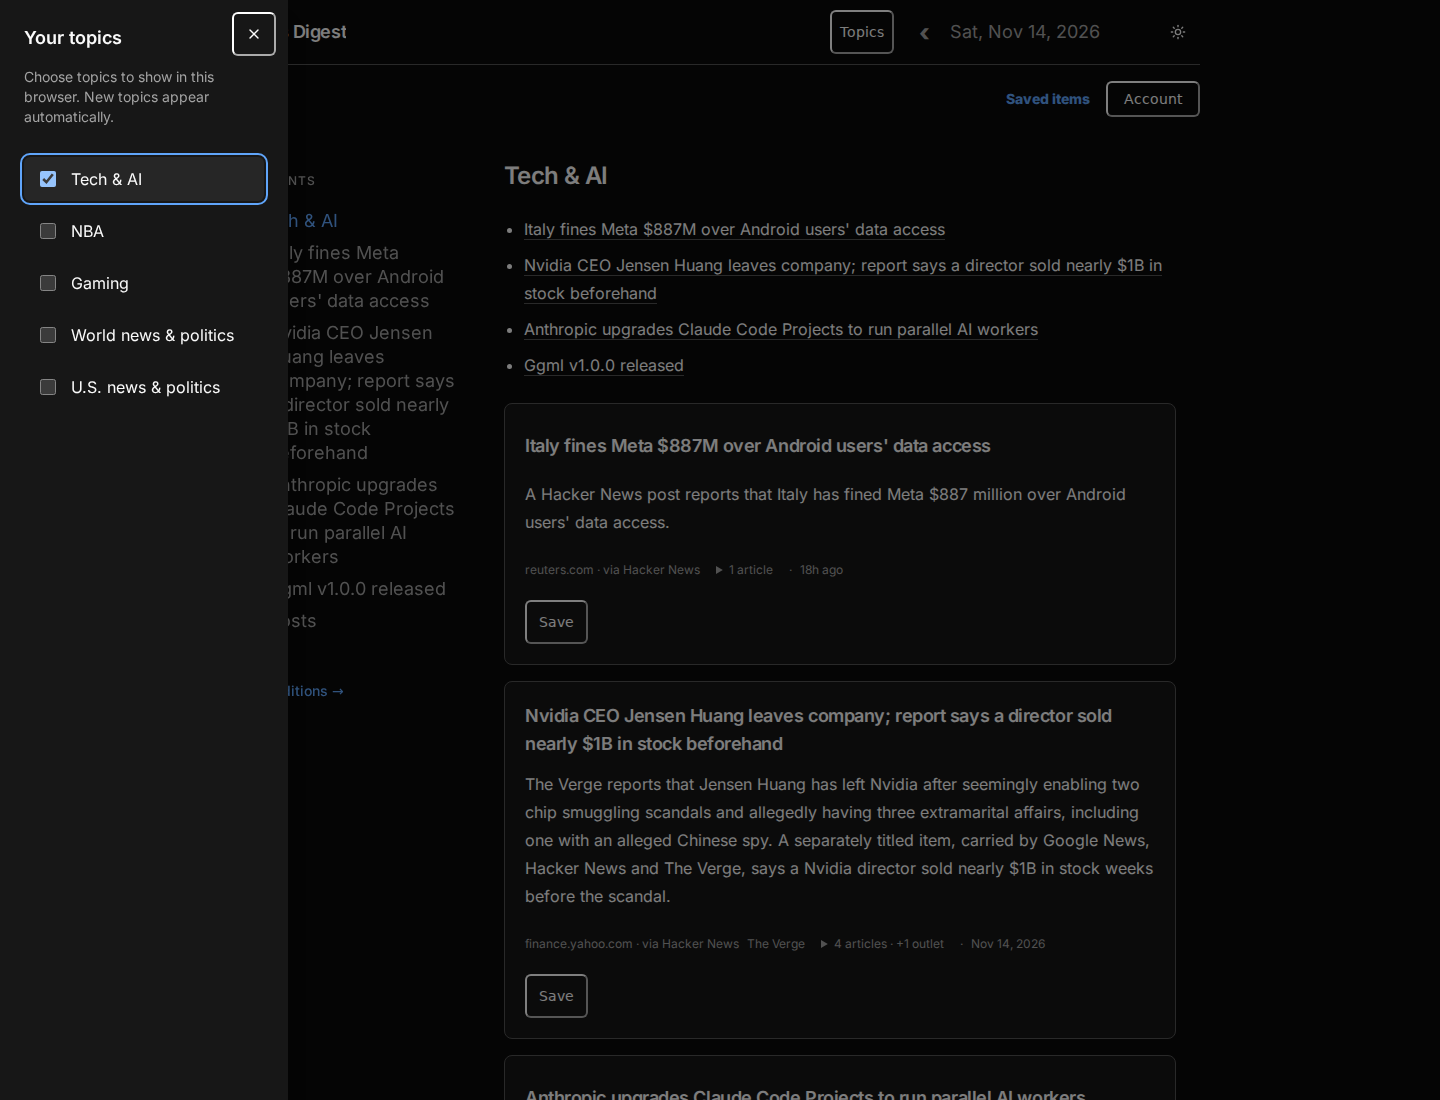 Your topics
×
Choose topics to show in this
browser. New topics appear
automatically.
Tech & AI
NBA
Gaming
World news & politics
U.S. news & politics
Digest
Topics
‹
Sat, Nov 14, 2026
Saved items
Account
Tech & AI
• Italy fines Meta $887M over Android users' data access
• Nvidia CEO Jensen Huang leaves company; report says a director sold nearly $1B in
stock beforehand
• Anthropic upgrades Claude Code Projects to run parallel AI workers
• Ggml v1.0.0 released
NTS
h & AI
ly fines Meta
887M over Android
ers' data access
vidia CEO Jensen
uang leaves
mpany; report says
director sold nearly
B in stock
eforehand
nthropic upgrades
aude Code Projects
run parallel AI
orkers
gml v1.0.0 released
osts
ditions →
Italy fines Meta $887M over Android users' data access
A Hacker News post reports that Italy has fined Meta $887 million over Android
users' data access.
reuters.com · via Hacker News ▶ 1 article · 18h ago
Save
Nvidia CEO Jensen Huang leaves company; report says a director sold
nearly $1B in stock beforehand
The Verge reports that Jensen Huang has left Nvidia after seemingly enabling two
chip smuggling scandals and allegedly having three extramarital affairs, including
one with an alleged Chinese spy. A separately titled item, carried by Google News,
Hacker News and The Verge, says a Nvidia director sold nearly $1B in stock weeks
before the scandal.
finance.yahoo.com · via Hacker News The Verge ▶ 4 articles · +1 outlet · Nov 14, 2026
Save
Anthropic upgrades Claude Code Projects to run parallel AI workers